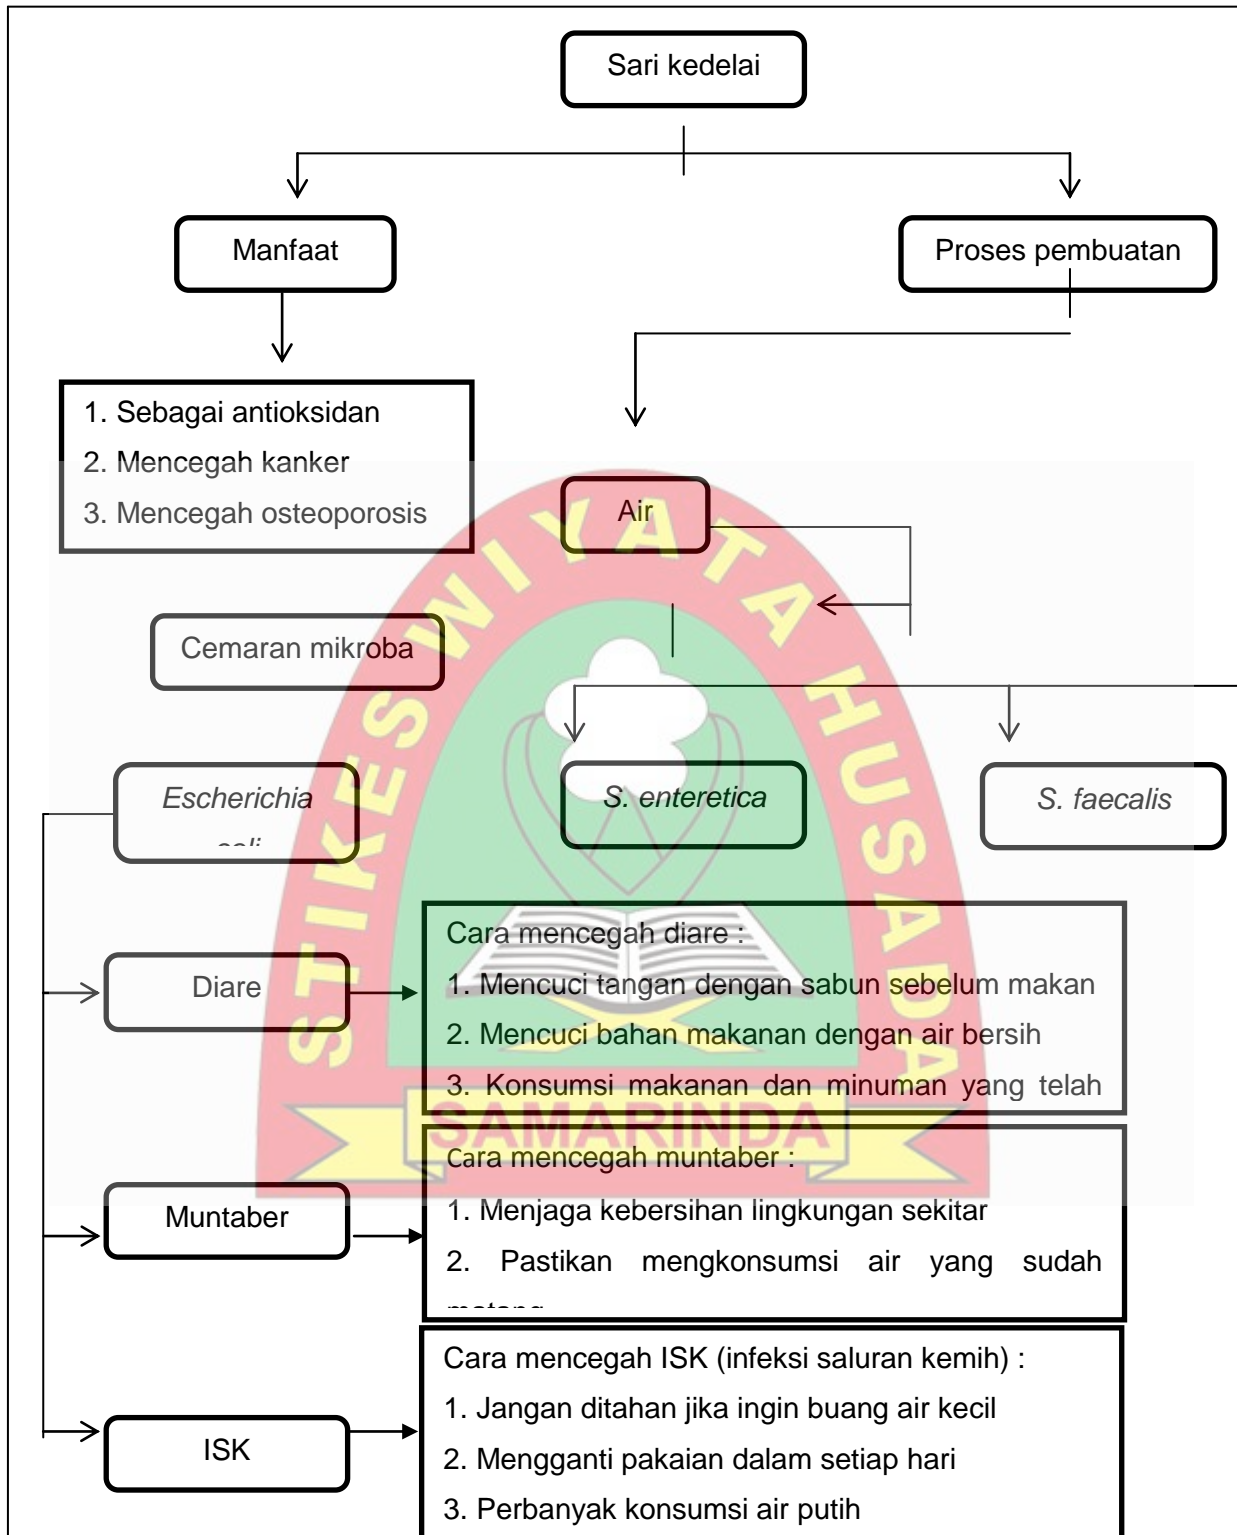 Sari kedelai
Manfaat
Proses pembuatan
1. Sebagai antioksidan
2. Mencegah kanker
3. Mencegah osteoporosis
Air
Cemaran mikroba
Escherichia
S. enteretica
S. faecalis
Diare
Cara mencegah diare :
1. Mencuci tangan dengan sabun sebelum makan
2. Mencuci bahan makanan dengan air bersih
3. Konsumsi makanan dan minuman yang telah
Muntaber
Cara mencegah muntaber :
1. Menjaga kebersihan lingkungan sekitar
2. Pastikan mengkonsumsi air yang sudah
ISK
Cara mencegah ISK (infeksi saluran kemih) :
1. Jangan ditahan jika ingin buang air kecil
2. Mengganti pakaian dalam setiap hari
3. Perbanyak konsumsi air putih
STIKES WIYATA HUSADA
SAMARINDA